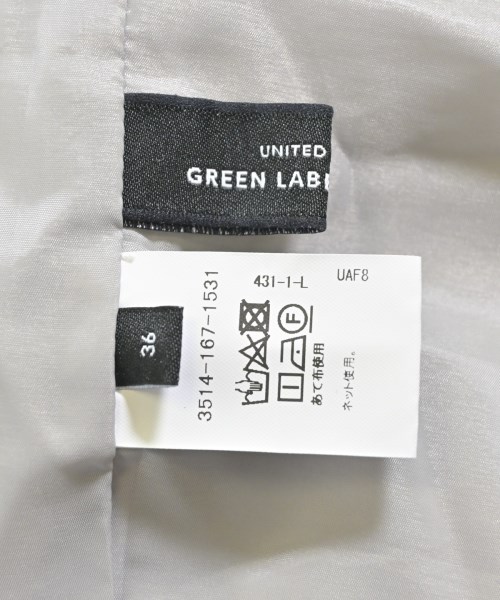 UNITED
GREEN LAB
36
3514-167-1531
431-1-L
UAF8
F
あて布使用
ネット使用。